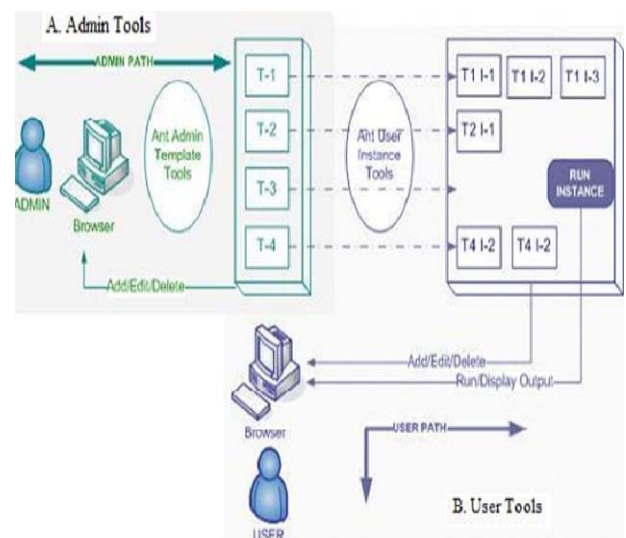 A. Admin Tools
ADMIN PATH
ADMIN
Browser
Ant Admin
Template
Tools
T-1
T-2
T-3
T-4
Add/Edit/Delete
Ant User
Instance
Tools
T1 I-1
T1 I-2
T1 I-3
T2 I-1
RUN
INSTANCE
T4 I-2
T4 I-2
Add/Edit/Delete
Run/Display Output
Browser
USER PATH
USER
B. User Tools